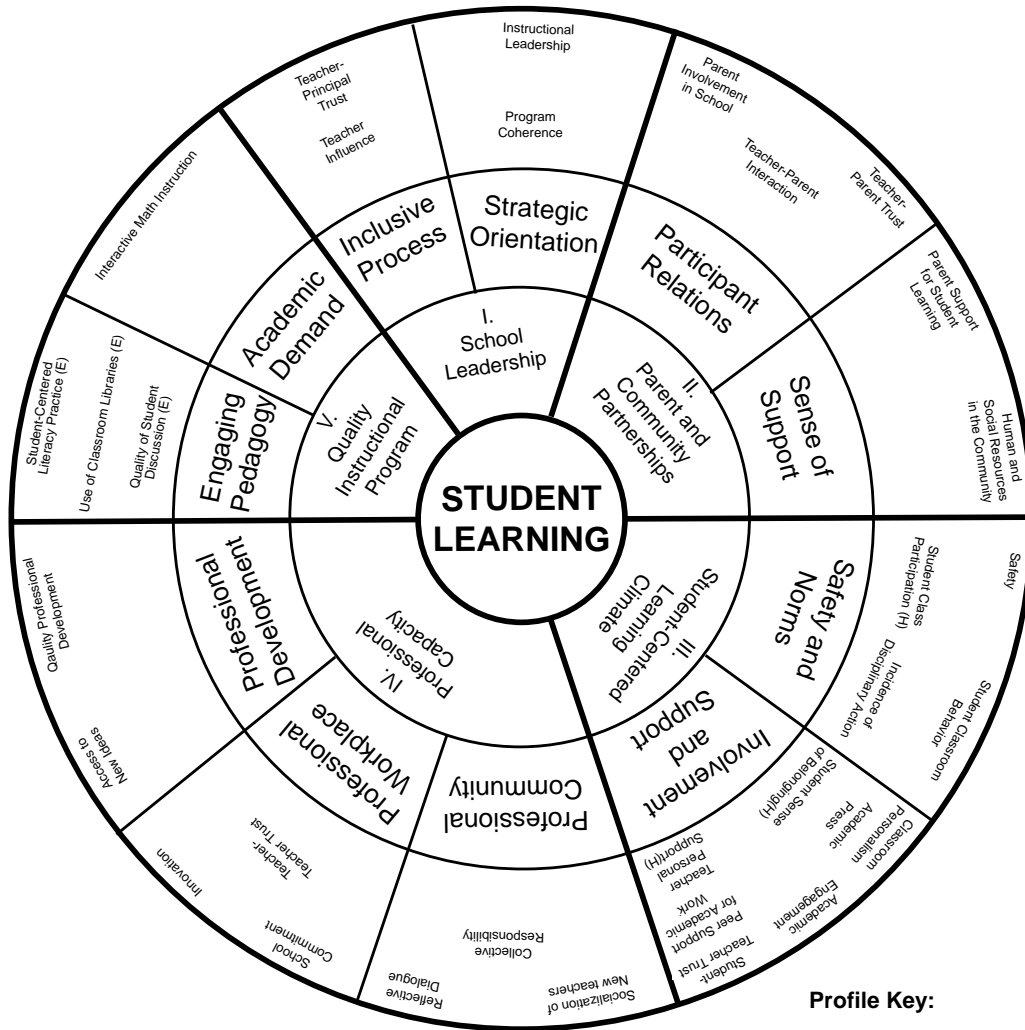 STUDENT
LEARNING
I.
School
Leadership
Inclusive
Process
Teacher-
Principal
Trust
Teacher
Influence
Strategic
Orientation
Instructional
Leadership
Program
Coherence
II.
Parent and
Community
Partnerships
Participant
Relations
Parent
Involvement
in School
Teacher-Parent
Interaction
Teacher-
Parent Trust
Sense of
Support
Parent Support
for Student
Learning
Human and
Social Resources
in the Community
III.
Student-Centered
Learning
Climate
Safety and
Norms
Safety
Student Class
Participation (H)
Incidence of
Disciplinary Action
Student Classroom
Behavior
Involvement
and
Support
Student Sense
of Belonging(H)
Academic
Press
Classroom
Personalism
Teacher
Personal
Support(H)
Peer Support
for Academic
Work
Academic
Engagement
Student-
Teacher Trust
IV.
Professional
Capacity
Professional
Community
Collective
Responsibility
Socialization of
New teachers
Reflective
Dialogue
Professional
Workplace
Teacher-
Teacher Trust
School
Commitment
Innovation
Professional
Development
Access to
New Ideas
Qaulity Professional
Development
V.
Quality
Instructional
Program
Engaging
Pedagogy
Student-Centered
Literacy Practice (E)
Use of Classroom Libraries (E)
Quality of Student
Discussion (E)
Academic
Demand
Interactive Math Instruction
Profile Key: